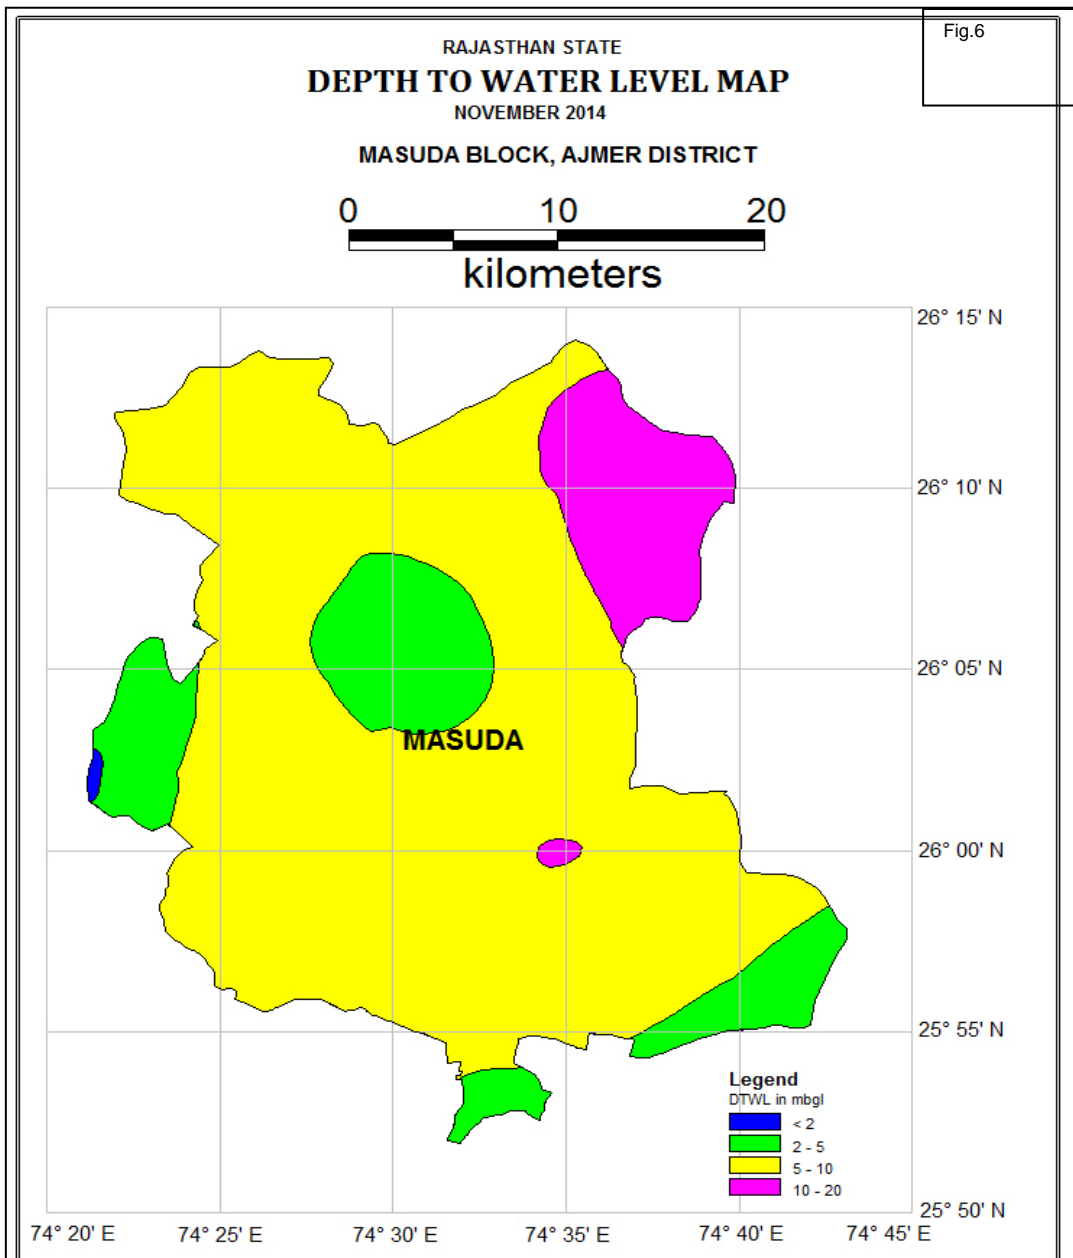 Fig.6
RAJASTHAN STATE
DEPTH TO WATER LEVEL MAP
NOVEMBER 2014
MASUDA BLOCK, AJMER DISTRICT
0 10 20
kilometers
26° 15' N
26° 10' N
26° 05' N
MASUDA
26° 00' N
25° 55' N
Legend
DTWL in mbgl
< 2
2 - 5
5 - 10
10 - 20
25° 50' N
74° 20' E 74° 25' E 74° 30' E 74° 35' E 74° 40' E 74° 45' E